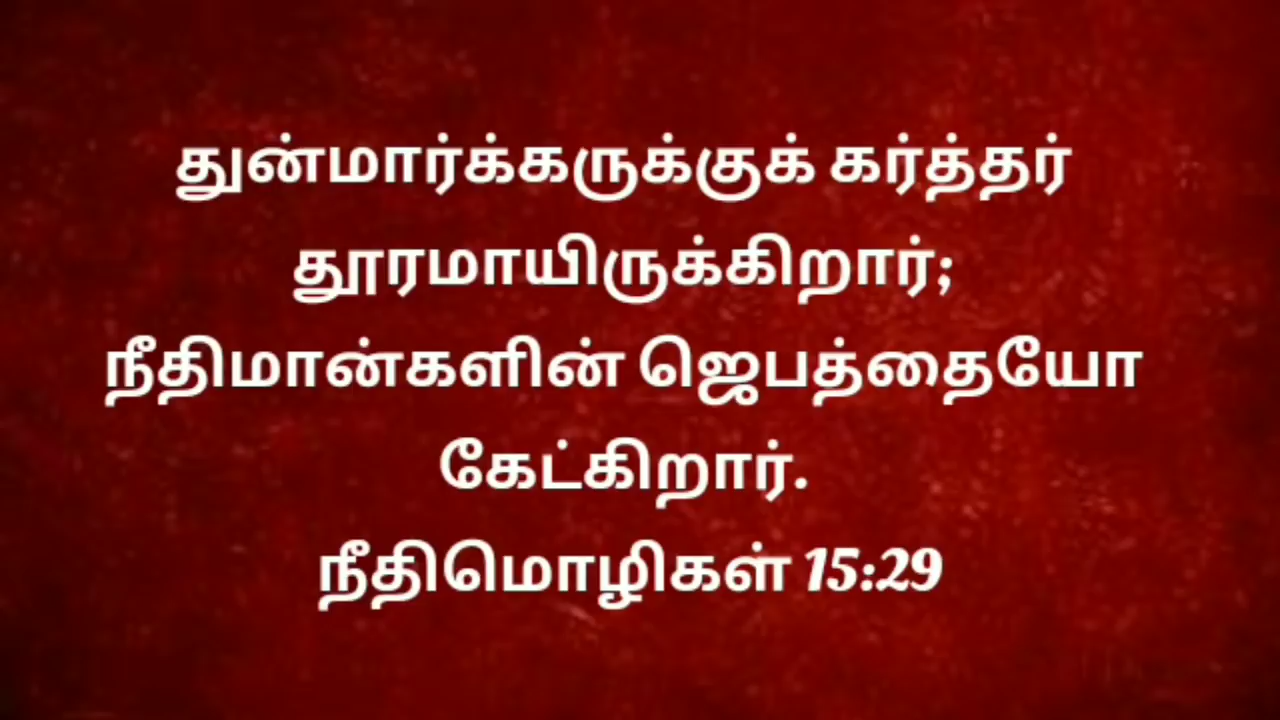 துன்மார்க்கருக்குக் கர்த்தர்
தூரமாயிருக்கிறார்;
நீதிமான்களின் ஜெபத்தையோ
கேட்கிறார்.
நீதிமொழிகள் 15:29